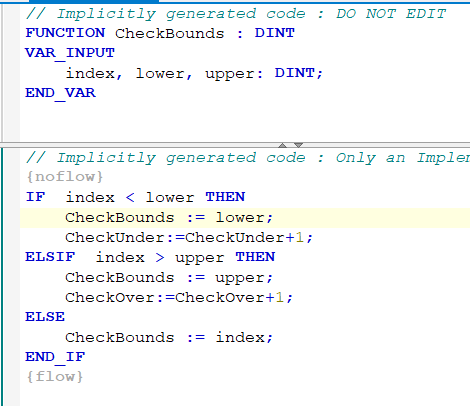 // Implicitly generated code : DO NOT EDIT
FUNCTION CheckBounds : DINT
VAR_INPUT
    index, lower, upper: DINT;
END_VAR
// Implicitly generated code : Only an Implem
{noflow}
IF  index < lower THEN
    CheckBounds := lower;
    CheckUnder:=CheckUnder+1;
ELSIF  index > upper THEN
    CheckBounds := upper;
    CheckOver:=CheckOver+1;
ELSE
    CheckBounds := index;
END_IF
{flow}